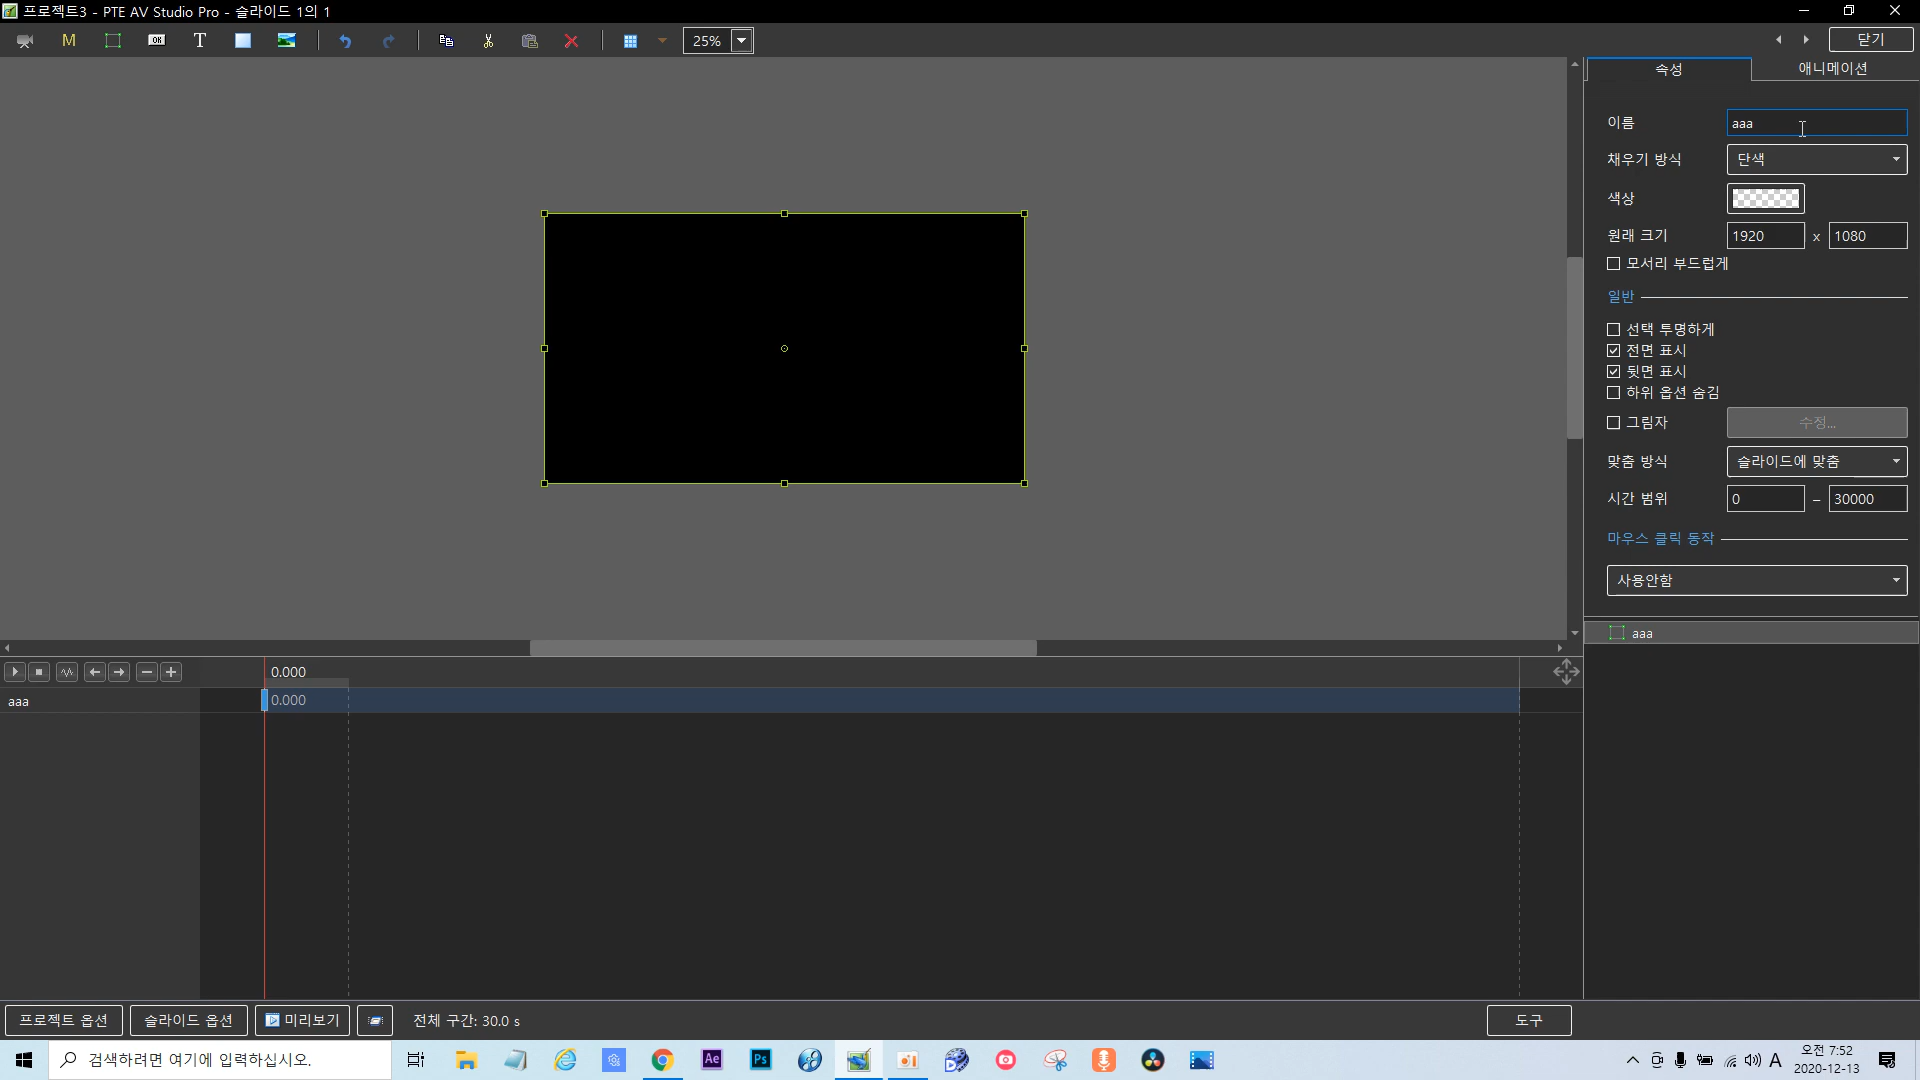 프로젝트3 - PTE AV Studio Pro - 슬라이드 1의 1
M
OK
T
25%
닫기
속성
애니메이션
이름
aaa
채우기 방식
단색
색상
원래 크기
1920 x 1080
모서리 부드럽게
일반
선택 투명하게
전면 표시
뒷면 표시
하위 옵션 숨김
그림자
수정...
맞춤 방식
슬라이드에 맞춤
시간 범위
0 – 30000
마우스 클릭 동작
사용안함
aaa
0.000
aaa
0.000
프로젝트 옵션
슬라이드 옵션
미리보기
전체 구간: 30.0 s
도구
검색하려면 여기에 입력하십시오.
Ae
Ps
A
오전 7:52
2020-12-13